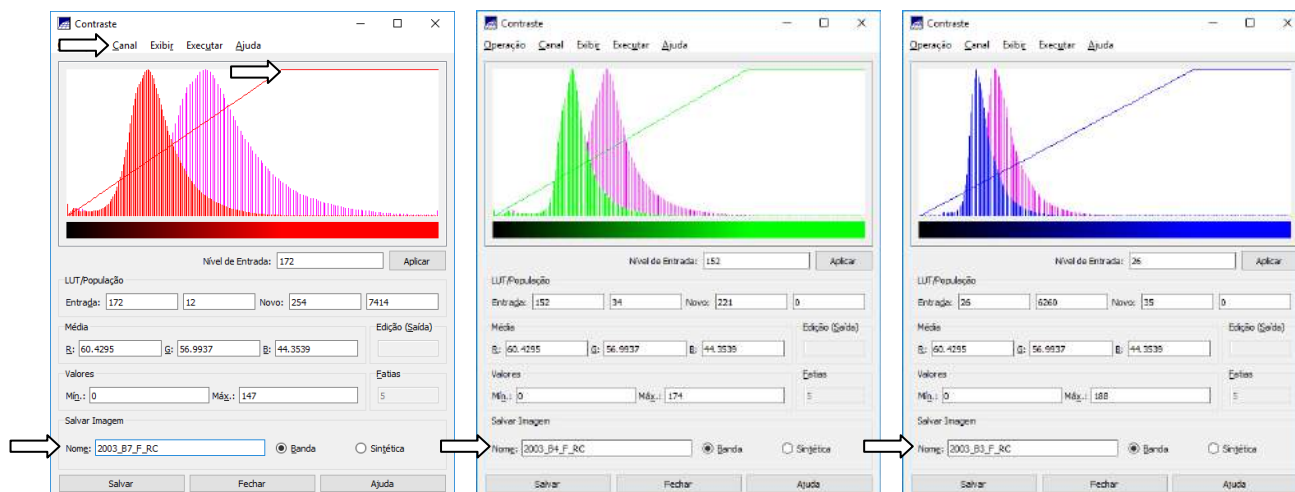 Contraste
Canal Exibir Executar Ajuda
Nível de Entrada: 172 Aplicar
LUT/População
Entrada: 172 12 Novo: 254 7414
Média Edição (Saída)
R: 60.4295 G: 56.9937 B: 44.3539
Valores Fatias
Mín.: 0 Máx.: 147 5
Salvar Imagem
Nome: 2003_B7_F_RC Banda Sintética
Salvar Fechar Ajuda
Contraste
Operação Canal Exibir Executar Ajuda
Nível de Entrada: 152 Aplicar
LUT/População
Entrada: 152 34 Novo: 221 0
Média Edição (Saída)
R: 60.4295 G: 56.9937 B: 44.3539
Valores Fatias
Mín.: 0 Máx.: 174 5
Salvar Imagem
Nome: 2003_B4_F_RC Banda Sintética
Salvar Fechar Ajuda
Contraste
Operação Canal Exibir Executar Ajuda
Nível de Entrada: 26 Aplicar
LUT/População
Entrada: 26 6260 Novo: 35 0
Média Edição (Saída)
R: 60.4295 G: 56.9937 B: 44.3539
Valores Fatias
Mín.: 0 Máx.: 188 5
Salvar Imagem
Nome: 2003_B3_F_RC Banda Sintética
Salvar Fechar Ajuda